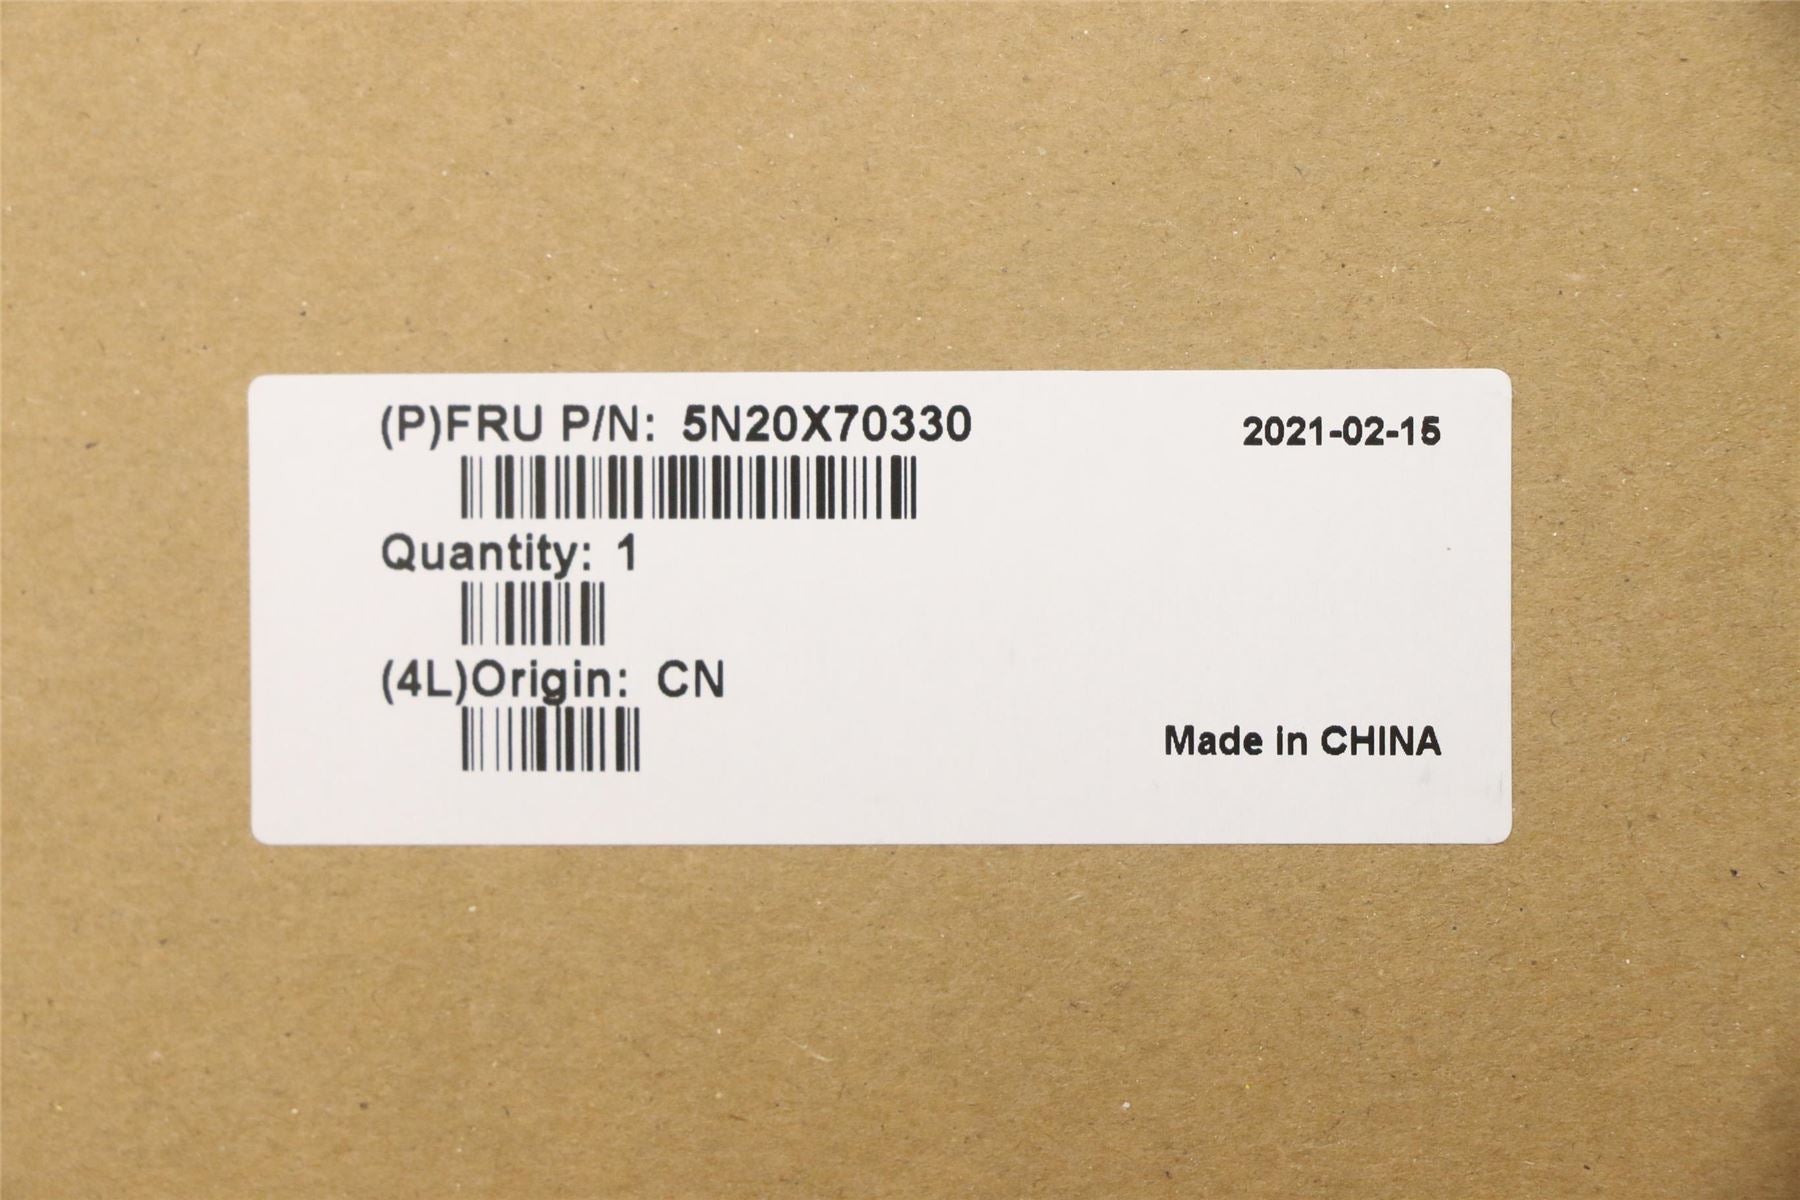 (P)FRU P/N: 5N20X70330
2021-02-15
Quantity: 1
(4L)Origin: CN
Made in CHINA